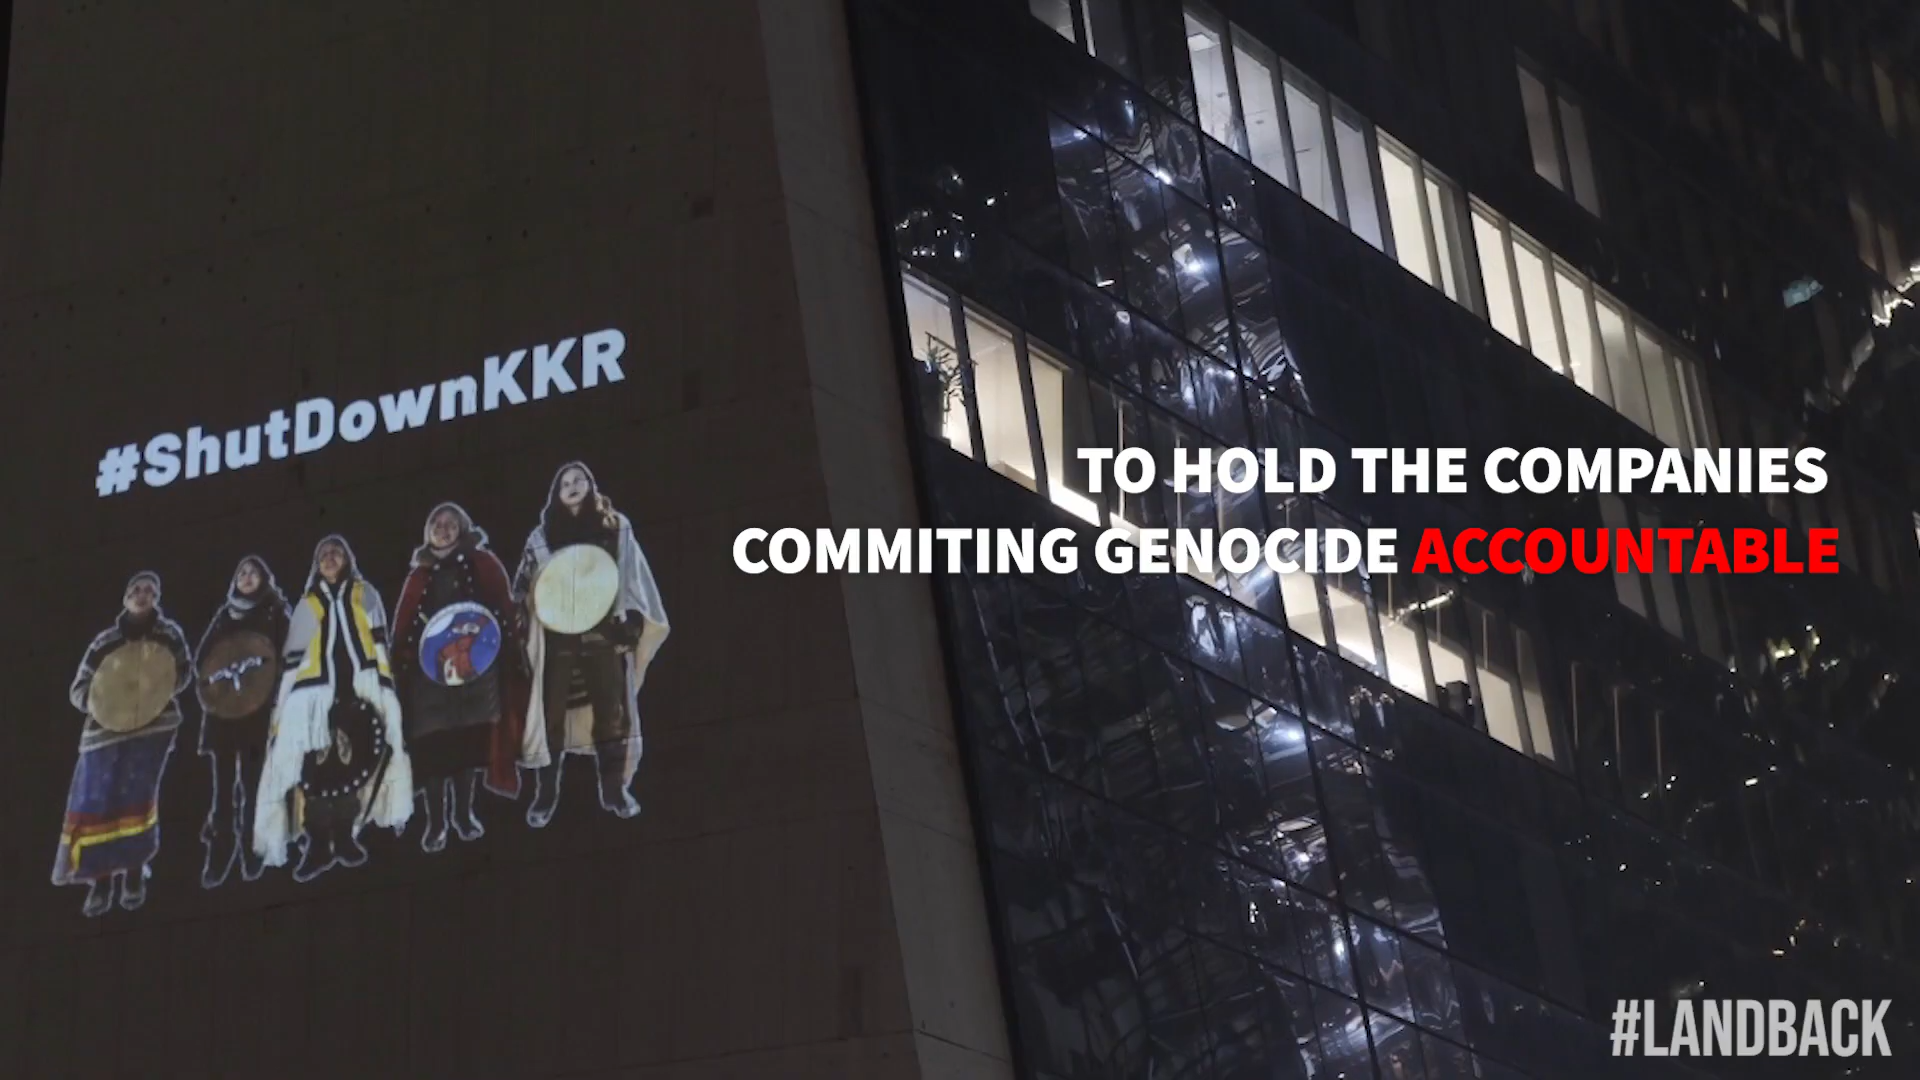 #ShutDownKKR
TO HOLD THE COMPANIES
COMMITING GENOCIDE ACCOUNTABLE
#LANDBACK